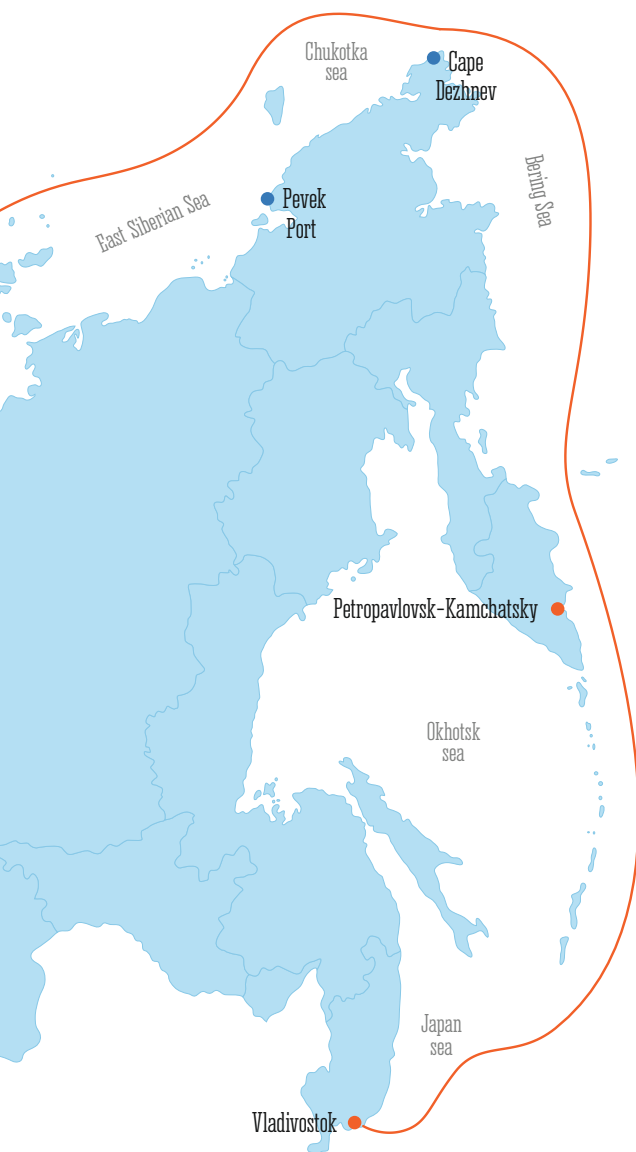 Chukotka
sea
Cape
Dezhnev
Bering Sea
East Siberian Sea
Pevek
Port
Petropavlovsk-Kamchatsky
Okhotsk
sea
Japan
sea
Vladivostok